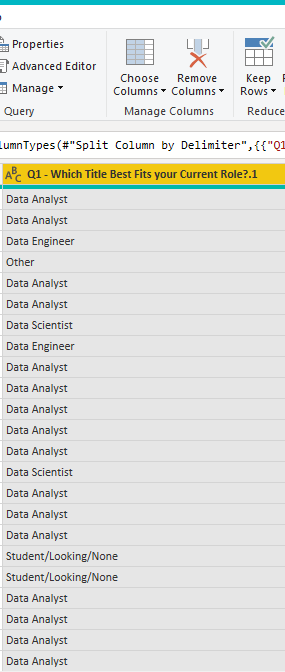 Properties
Advanced Editor
Manage
Query
Choose
Columns
Remove
Columns
Manage Columns
Keep
Rows
Reduce
lumnTypes(#"Split Column by Delimiter",{{"Q1
ABC Q1 - Which Title Best Fits your Current Role?.1
Data Analyst
Data Analyst
Data Engineer
Other
Data Analyst
Data Analyst
Data Scientist
Data Engineer
Data Analyst
Data Analyst
Data Analyst
Data Analyst
Data Analyst
Data Scientist
Data Analyst
Data Analyst
Data Analyst
Student/Looking/None
Student/Looking/None
Data Analyst
Data Analyst
Data Analyst
Data Analyst